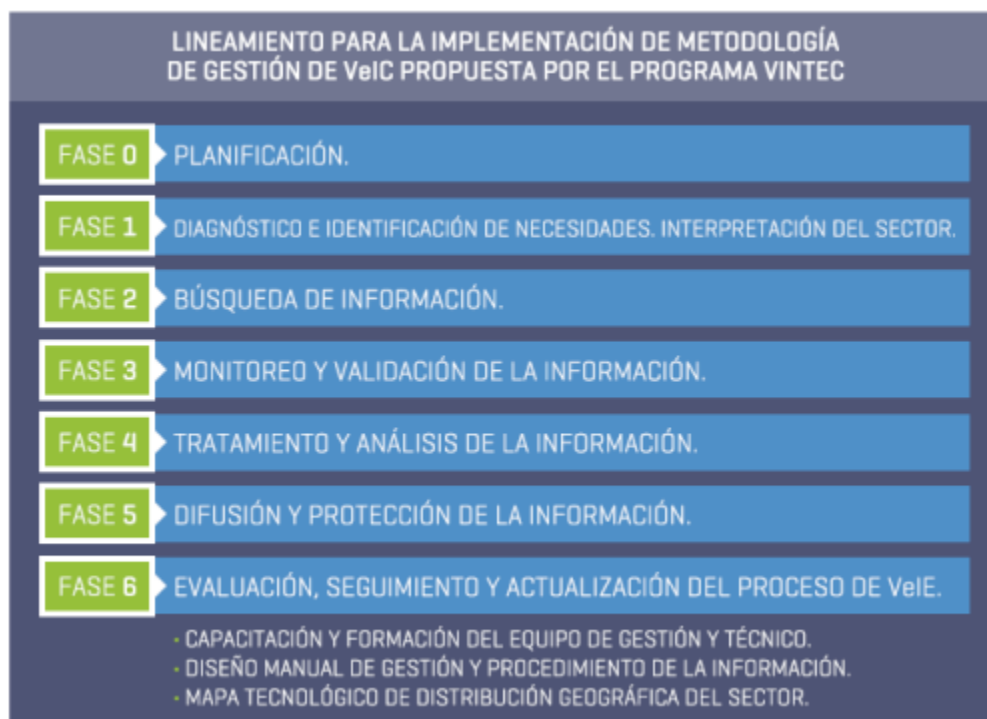 LINEAMIENTO PARA LA IMPLEMENTACIÓN DE METODOLOGÍA
DE GESTIÓN DE VeIC PROPUESTA POR EL PROGRAMA VINTEC
FASE 0 PLANIFICACIÓN.
FASE 1 DIAGNÓSTICO E IDENTIFICACIÓN DE NECESIDADES. INTERPRETACIÓN DEL SECTOR.
FASE 2 BÚSQUEDA DE INFORMACIÓN.
FASE 3 MONITOREO Y VALIDACIÓN DE LA INFORMACIÓN.
FASE 4 TRATAMIENTO Y ANÁLISIS DE LA INFORMACIÓN.
FASE 5 DIFUSIÓN Y PROTECCIÓN DE LA INFORMACIÓN.
FASE 6 EVALUACIÓN, SEGUIMIENTO Y ACTUALIZACIÓN DEL PROCESO DE VeIE.
• CAPACITACIÓN Y FORMACIÓN DEL EQUIPO DE GESTIÓN Y TÉCNICO.
• DISEÑO MANUAL DE GESTIÓN Y PROCEDIMIENTO DE LA INFORMACIÓN.
• MAPA TECNOLÓGICO DE DISTRIBUCIÓN GEOGRÁFICA DEL SECTOR.